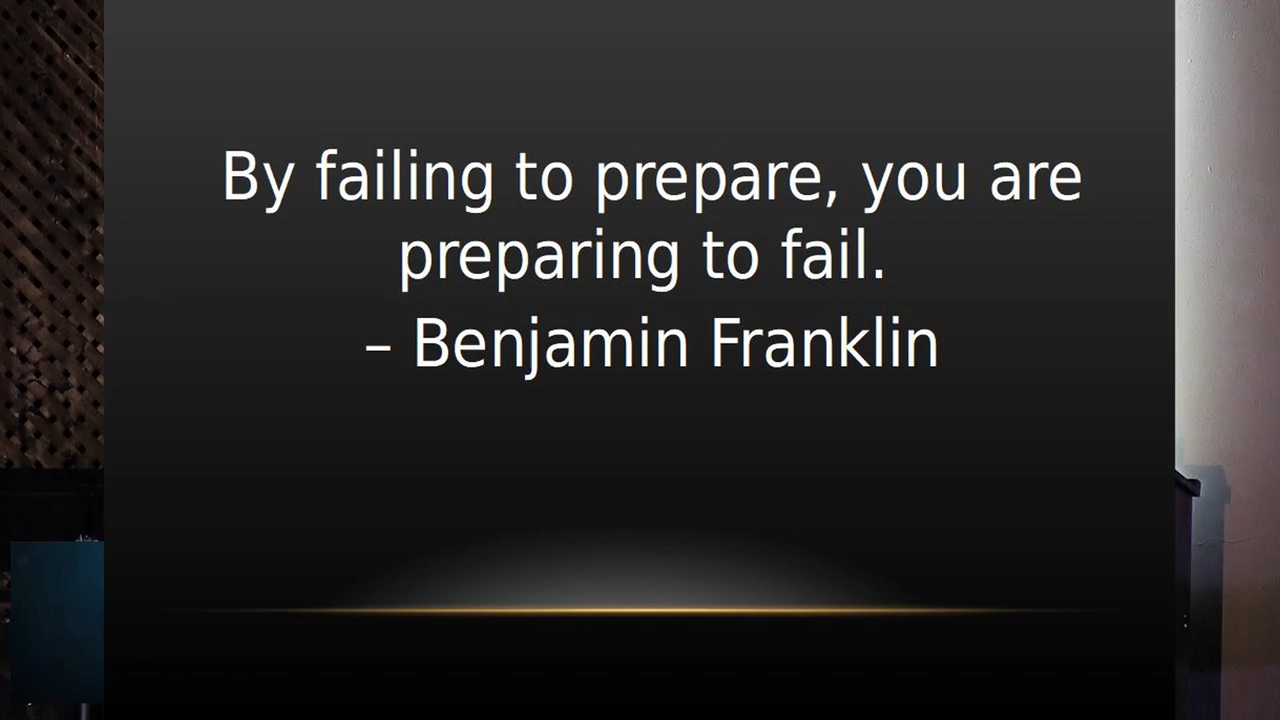 By failing to prepare, you are
preparing to fail.
– Benjamin Franklin